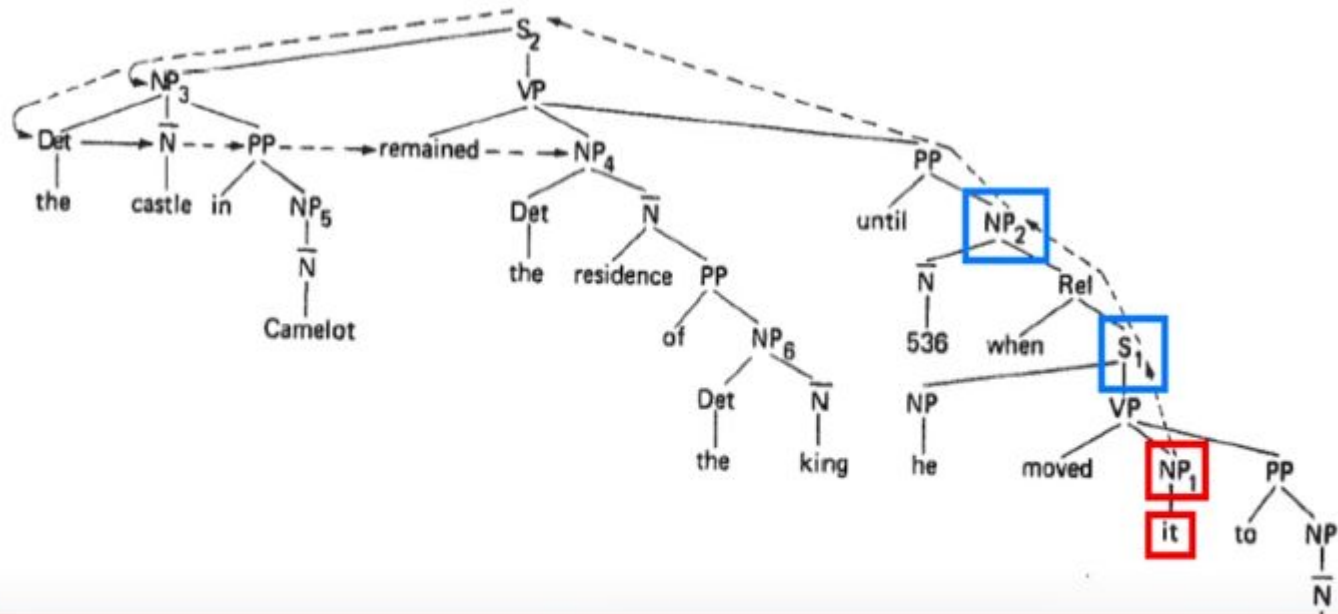 S2
NP3 VP
Det N̄ PP remained NP4 PP
the castle in NP5 Det N̄ until NP2
N̄ the residence PP N̄ Rel
Camelot of NP6 536 when S1
Det N̄ NP VP
the king he moved NP1 PP
it to NP
N̄